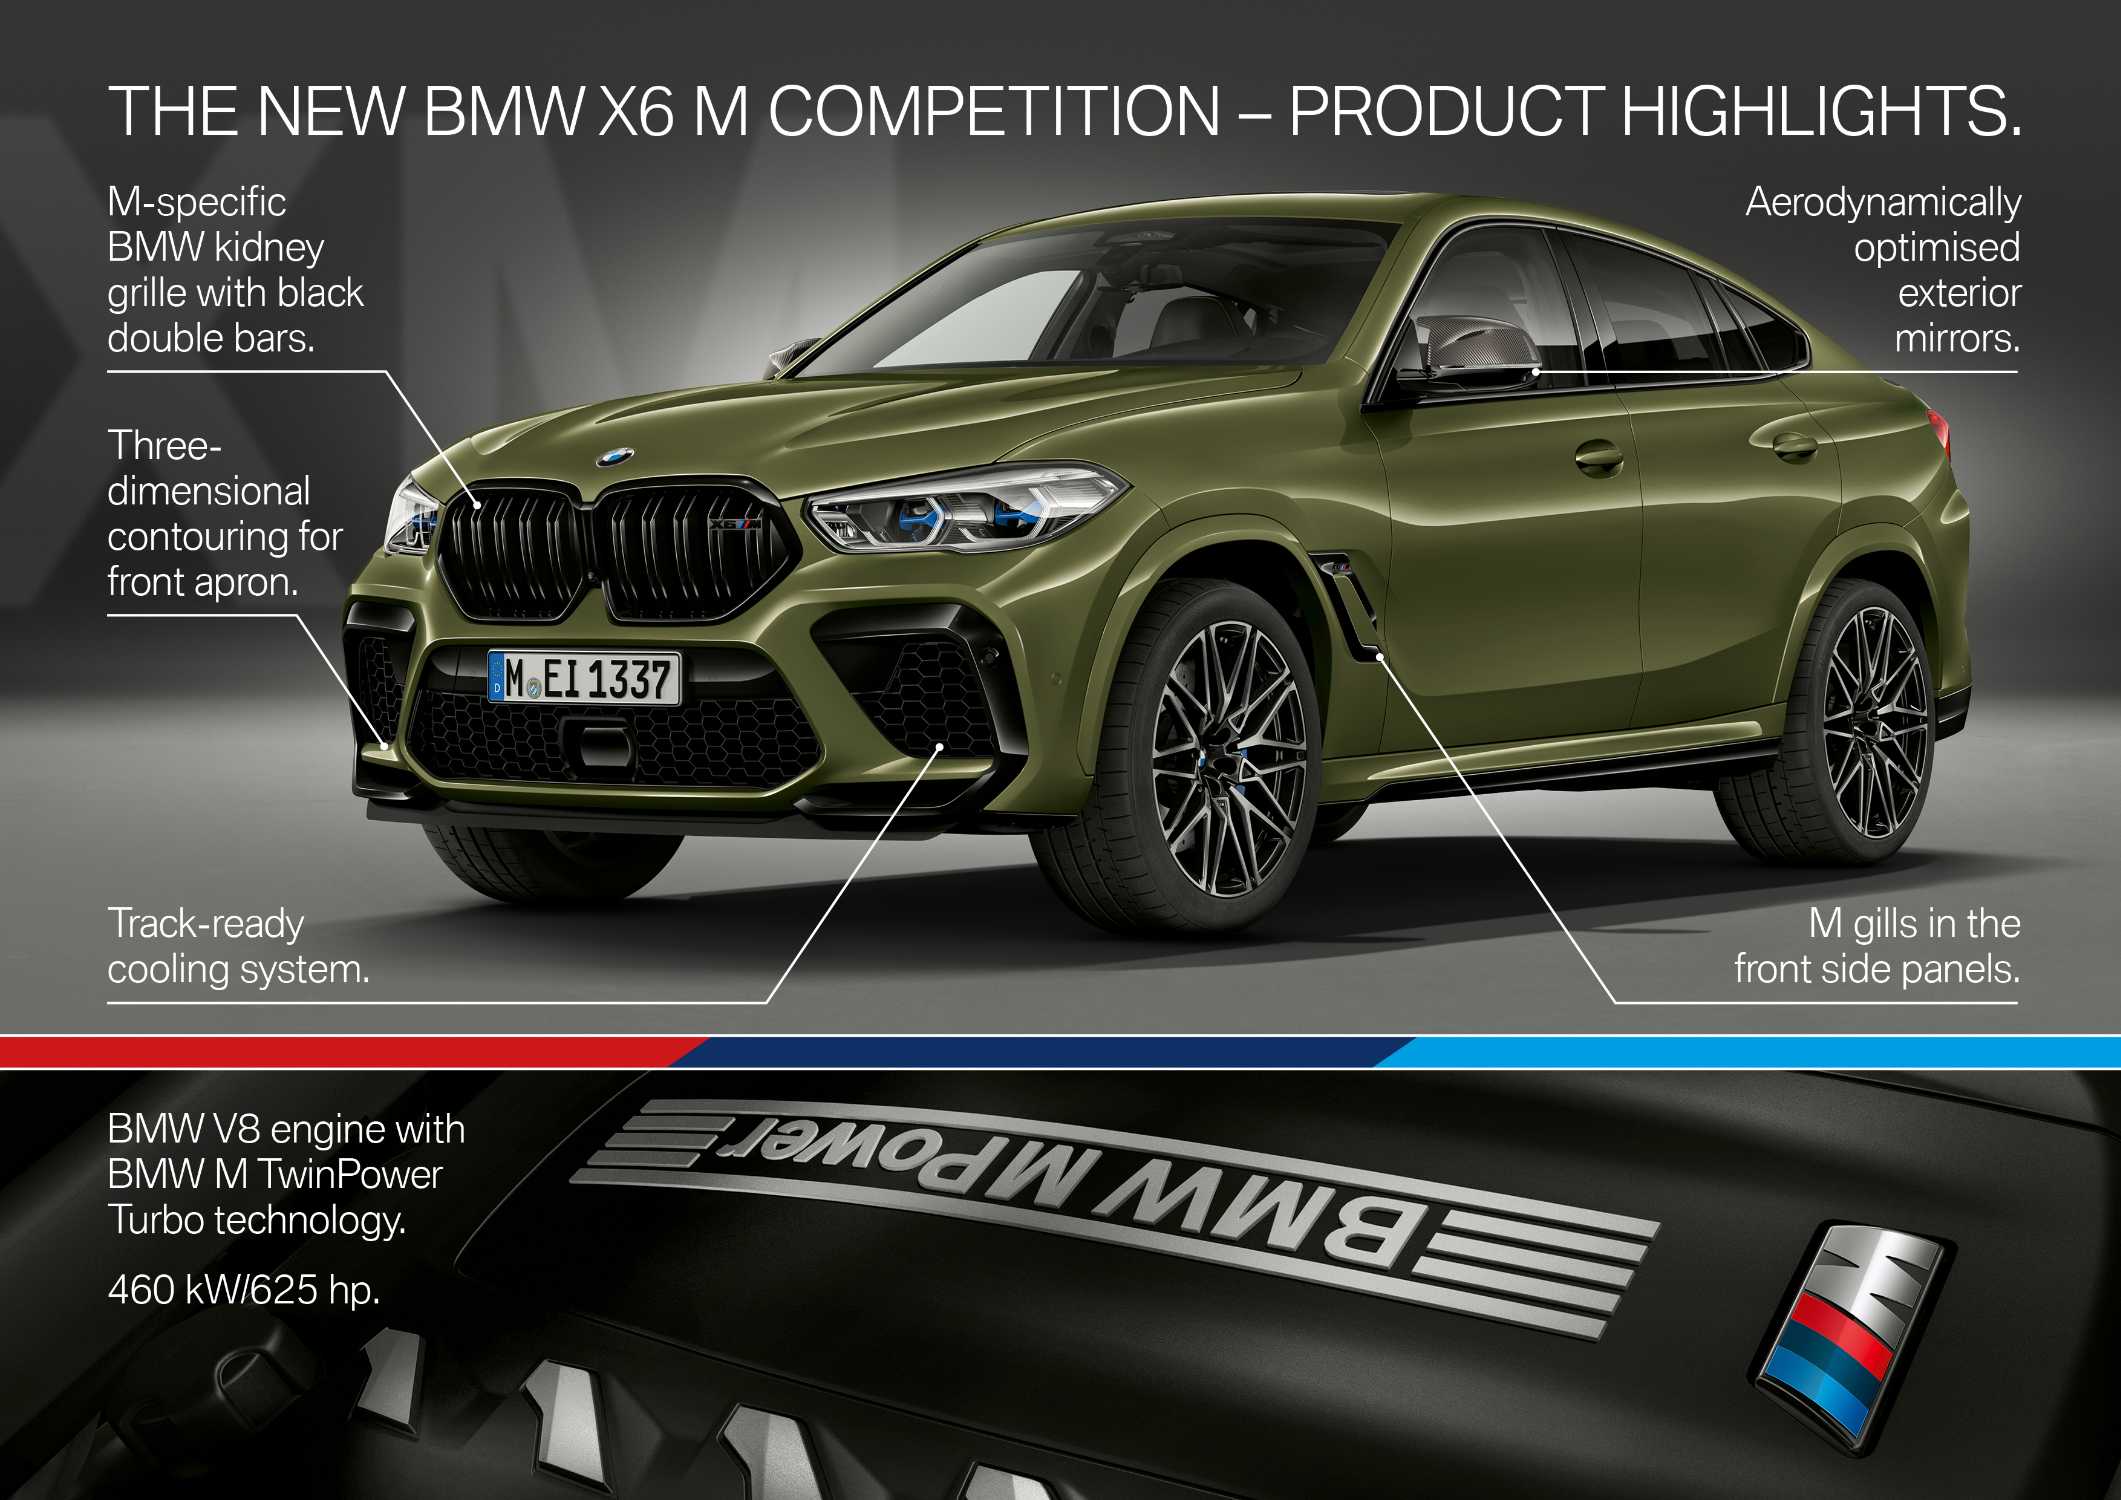 THE NEW BMW X6 M COMPETITION – PRODUCT HIGHLIGHTS.
M-specific
BMW kidney
grille with black
double bars.
Aerodynamically
optimised
exterior
mirrors.
Three-
dimensional
contouring for
front apron.
X6 M
D
M EI 1337
Track-ready
cooling system.
M gills in the
front side panels.
BMW V8 engine with
BMW M TwinPower
Turbo technology.
460 kW/625 hp.
BMW M Power
M
XM